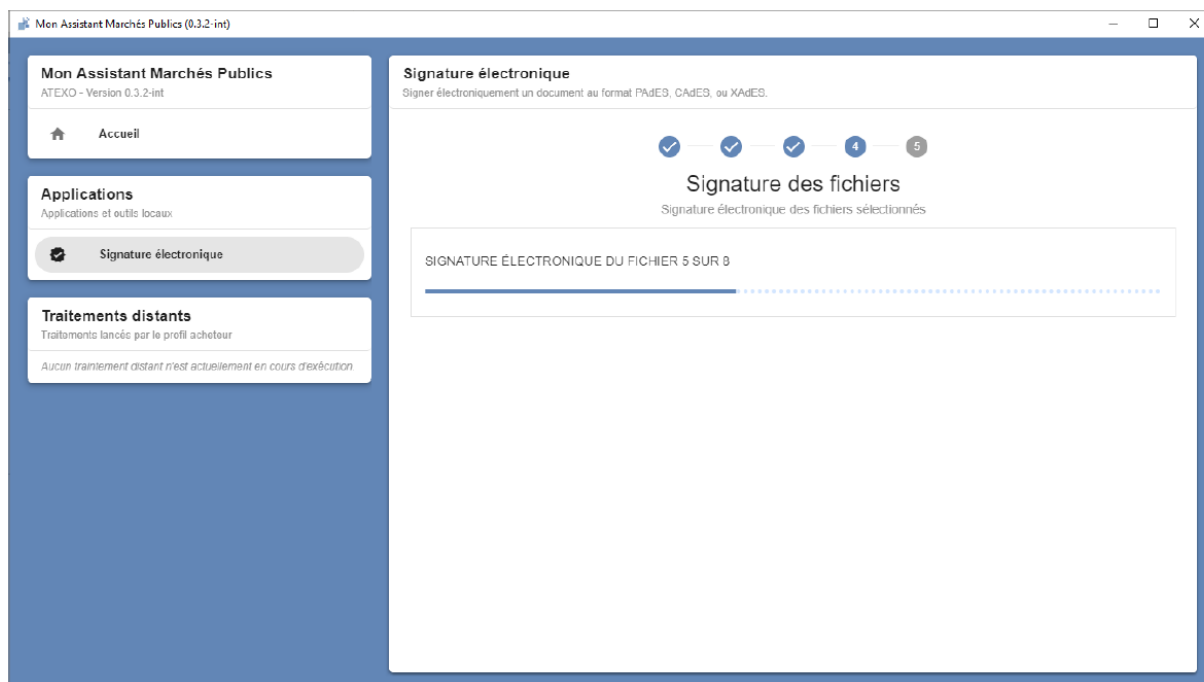 Mon Assistant Marchés Publics (0.3.2-int)
Mon Assistant Marchés Publics
ATEXO - Version 0.3.2-int
Accueil
Applications
Applications et outils locaux
Signature électronique
Traitements distants
Traitements lancés par le profil acheteur
Aucun traintement distant n'est actuellement en cours d'exécution
Signature électronique
Signer électroniquement un document au format PAdES, CAdES, ou XAdES.
4
5
Signature des fichiers
Signature électronique des fichiers sélectionnés
SIGNATURE ÉLECTRONIQUE DU FICHIER 5 SUR 8